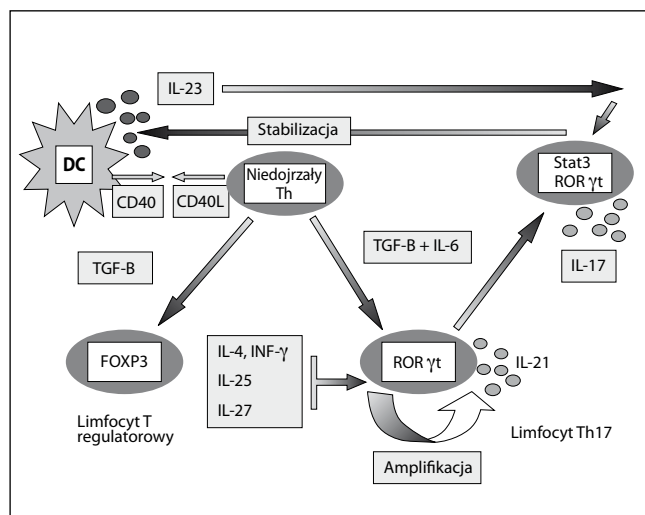 IL-23
Stabilizacja
DC
CD40
CD40L
Niedojrzały
Th
Stat3
ROR γt
IL-17
TGF-B
TGF-B + IL-6
FOXP3
Limfocyt T
regulatorowy
IL-4, INF-γ
IL-25
IL-27
ROR γt
IL-21
Limfocyt Th17
Amplifikacja